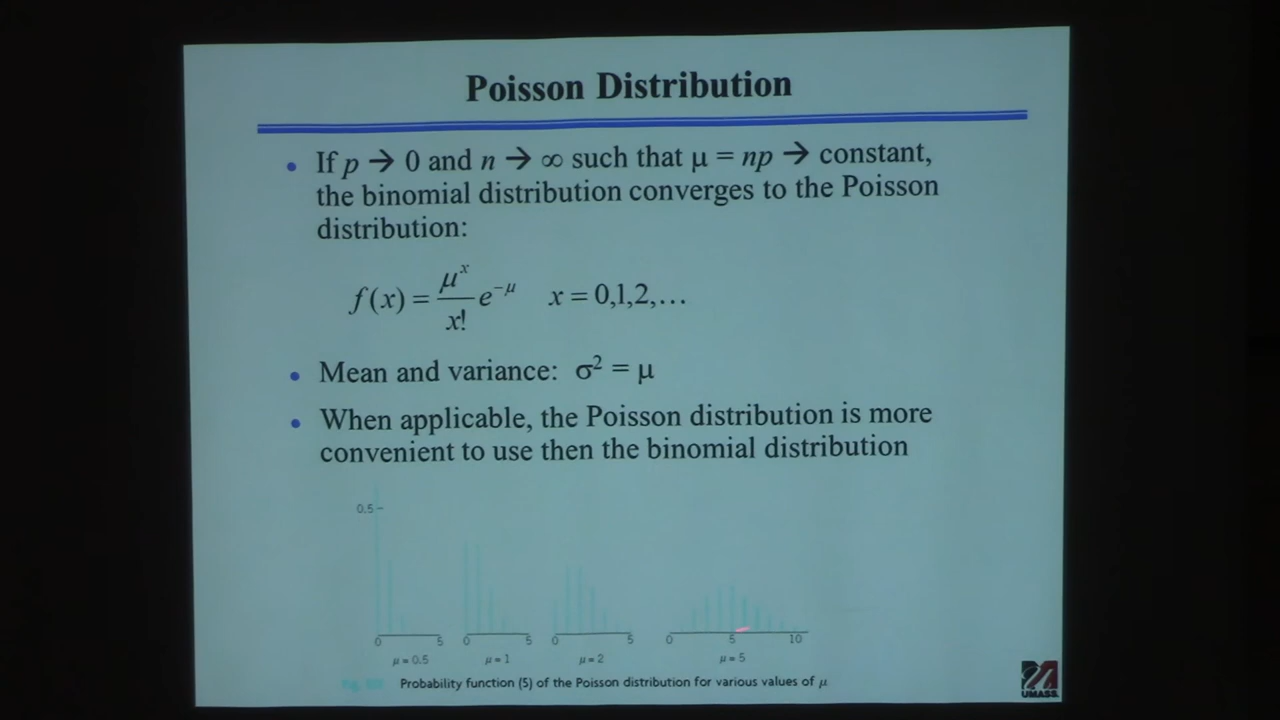 Poisson Distribution
• If p → 0 and n → ∞ such that μ = np → constant,
the binomial distribution converges to the Poisson
distribution:
f(x) = μ^x / x! e^−μ   x = 0,1,2,…
• Mean and variance: σ² = μ
• When applicable, the Poisson distribution is more
convenient to use then the binomial distribution
0.5
0 5 0 5 0 5 0 5 10
μ = 0.5 μ = 1 μ = 2 μ = 5
Probability function (5) of the Poisson distribution for various values of μ
UMASS